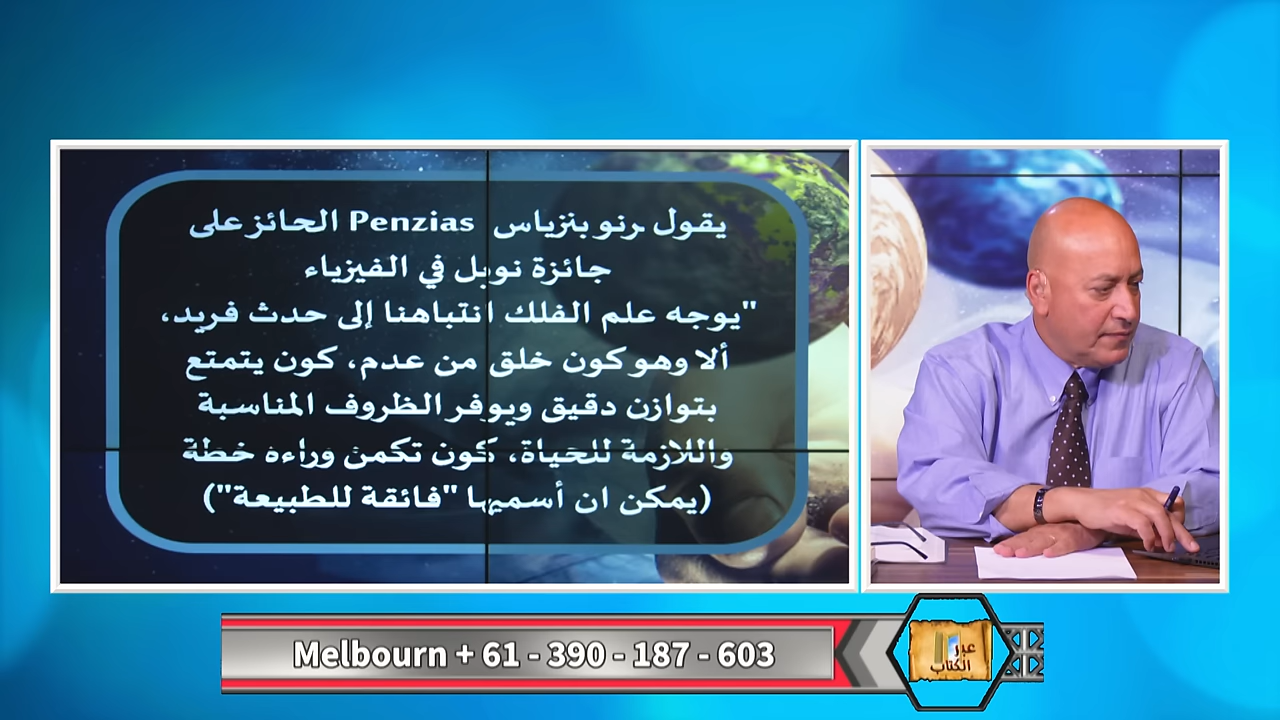 يقول رنو بنزياس Penzias الحائز على
جائزة نوبل في الفيزياء
"يوجه علم الفلك انتباهنا إلى حدث فريد،
ألا وهو كون خلق من عدم، كون يتمتع
بتوازن دقيق ويوفر الظروف المناسبة
واللازمة للحياة، كون تكمن وراءه خطة
(يمكن ان أسميها "فائقة للطبيعة")
Melbourn + 61 - 390 - 187 - 603
عبر
الكتاب